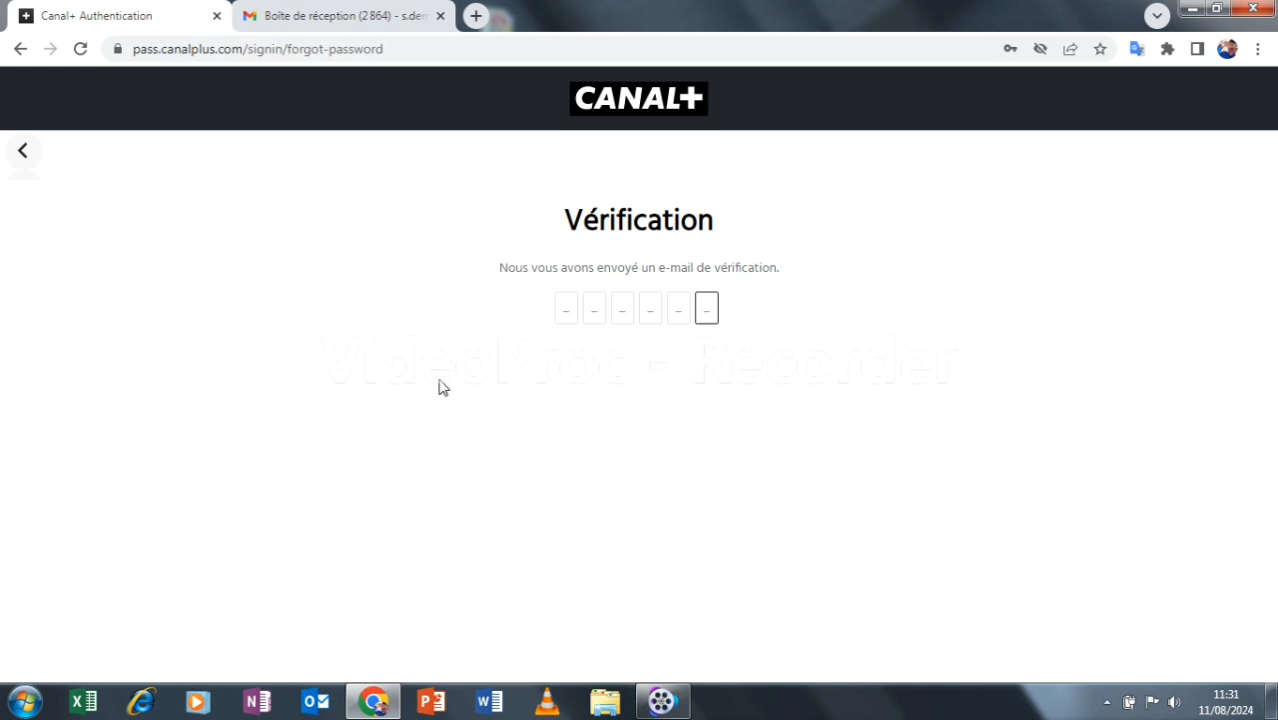 Canal+ Authentication
Boîte de réception (2 864) - s.den
pass.canalplus.com/signin/forgot-password
CANAL+
Vérification
Nous vous avons envoyé un e-mail de vérification.
_ _ _ _ _ _
VideoProc - Recorder
11:31
11/08/2024